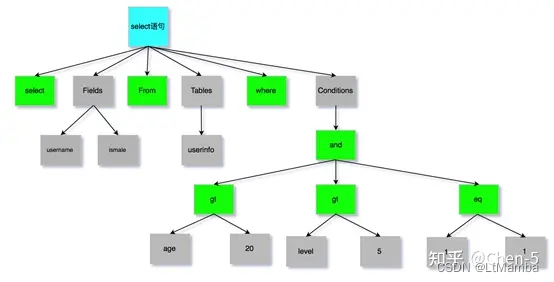 select语句
select
Fields
From
Tables
where
Conditions
username
ismale
userinfo
and
gt
gt
eq
age
20
level
5
1
1
知乎 @Chen-5
CSDN @LtMamba